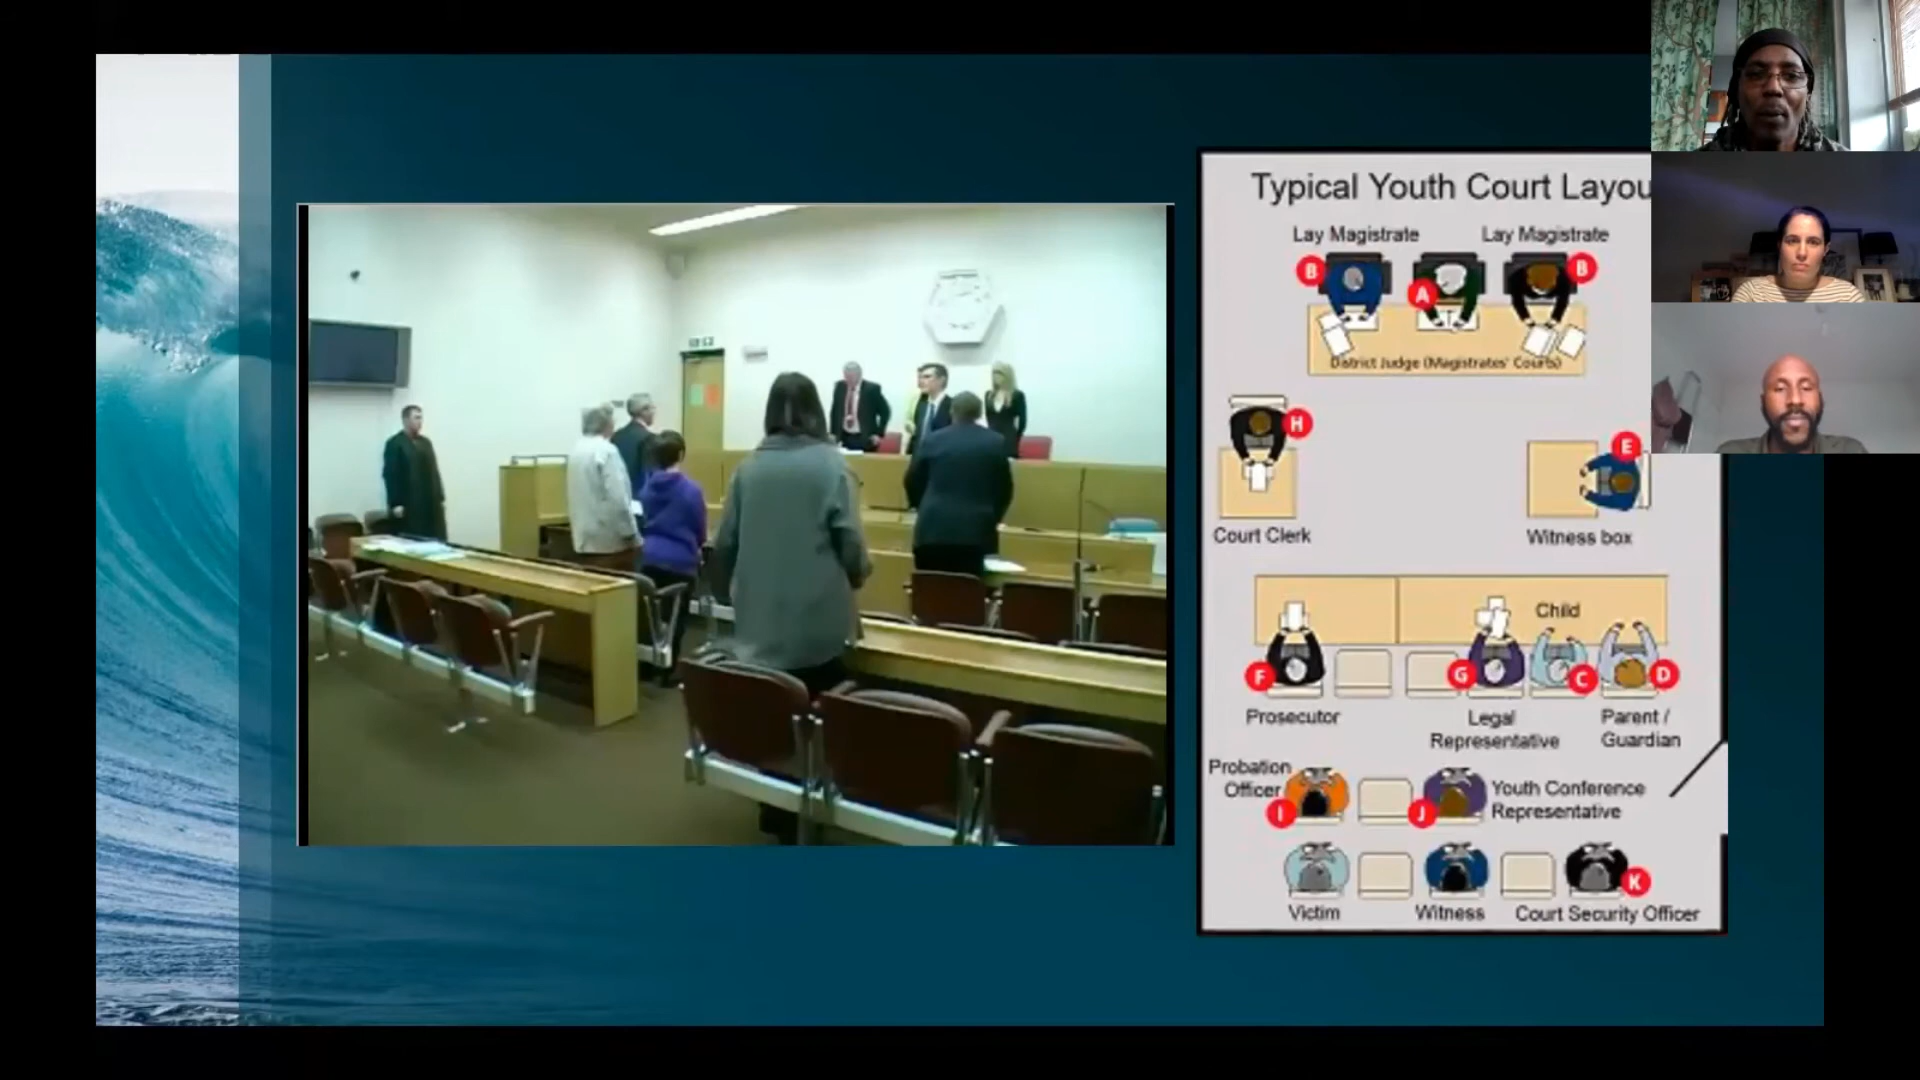 Typical Youth Court Layou
Lay Magistrate
Lay Magistrate
B
A
B
District Judge (Magistrates' Courts)
H
E
Court Clerk
Witness box
Child
F
G
C
D
Prosecutor
Legal
Representative
Parent /
Guardian
Probation
Officer
I
J
Youth Conference
Representative
K
Victim
Witness
Court Security Officer